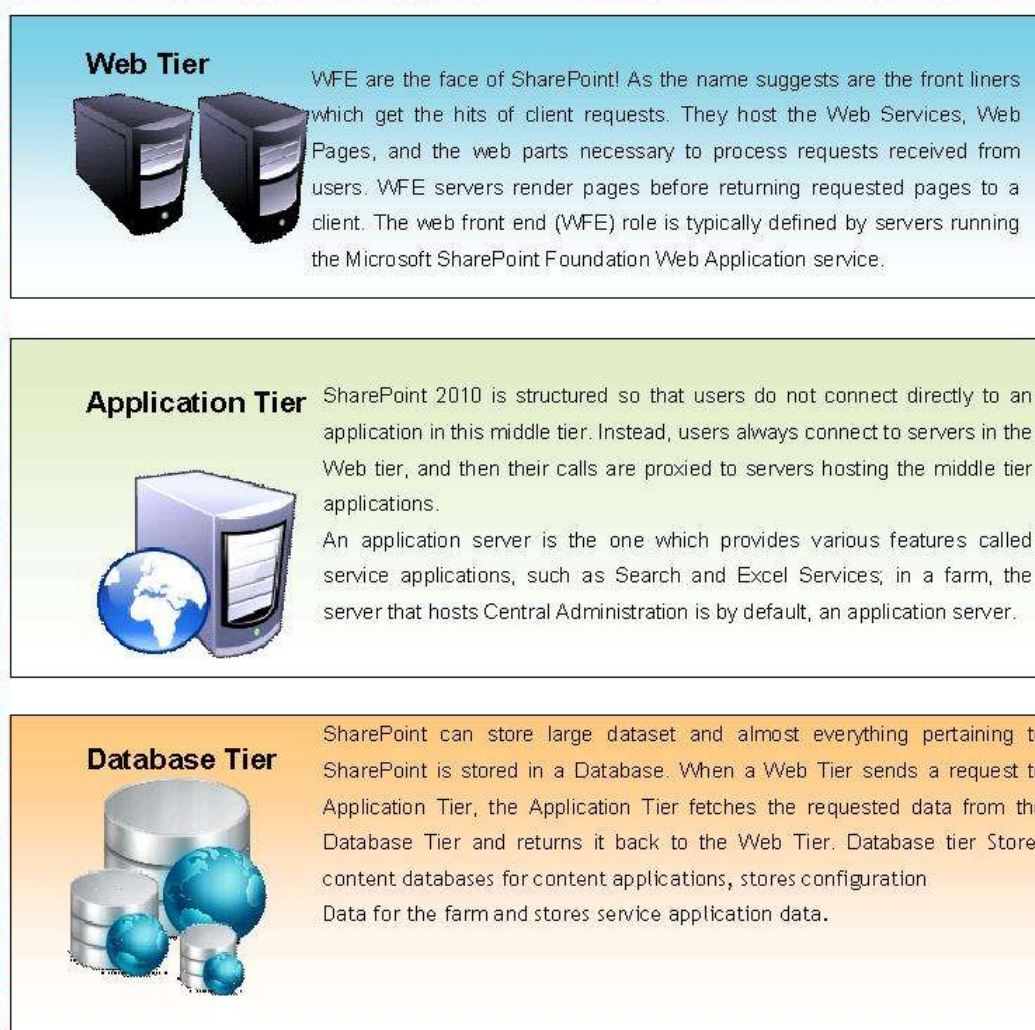 Web Tier
WFE are the face of SharePoint! As the name suggests are the front liners
which get the hits of client requests. They host the Web Services, Web
Pages, and the web parts necessary to process requests received from
users. WFE servers render pages before returning requested pages to a
client. The web front end (WFE) role is typically defined by servers running
the Microsoft SharePoint Foundation Web Application service.
Application Tier
SharePoint 2010 is structured so that users do not connect directly to an
application in this middle tier. Instead, users always connect to servers in the
Web tier, and then their calls are proxied to servers hosting the middle tier
applications.
An application server is the one which provides various features called
service applications, such as Search and Excel Services; in a farm, the
server that hosts Central Administration is by default, an application server.
Database Tier
SharePoint can store large dataset and almost everything pertaining t
SharePoint is stored in a Database. When a Web Tier sends a request t
Application Tier, the Application Tier fetches the requested data from th
Database Tier and returns it back to the Web Tier. Database tier Store
content databases for content applications, stores configuration
Data for the farm and stores service application data.